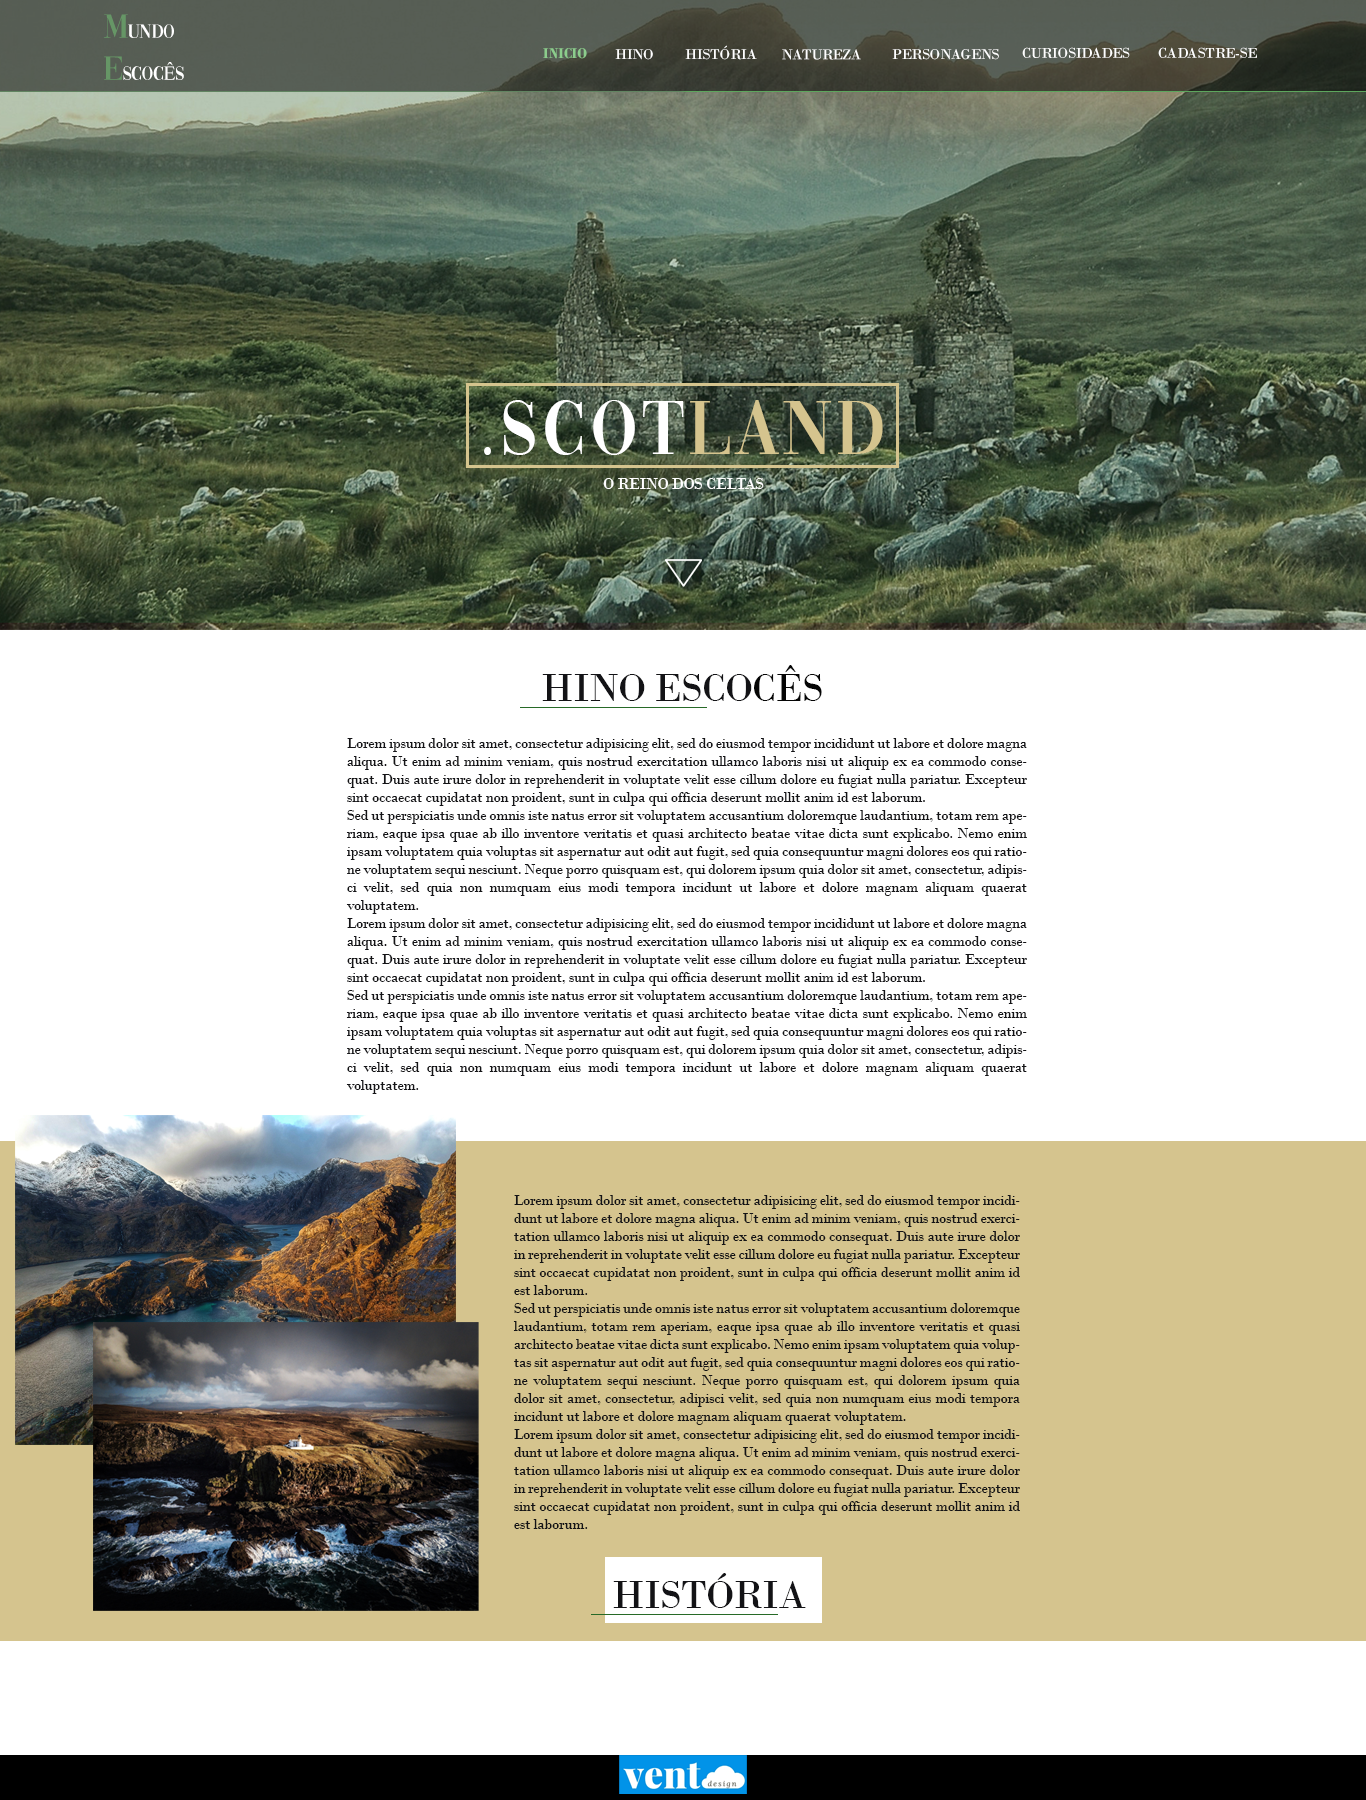 MUNDO
ESCOCÊS
INICIO HINO HISTÓRIA NATUREZA PERSONAGENS CURIOSIDADES CADASTRE-SE
.SCOTLAND
O REINO DOS CELTAS
HINO ESCOCÊS
Lorem ipsum dolor sit amet, consectetur adipisicing elit, sed do eiusmod tempor incididunt ut labore et dolore magna
aliqua. Ut enim ad minim veniam, quis nostrud exercitation ullamco laboris nisi ut aliquip ex ea commodo conse-
quat. Duis aute irure dolor in reprehenderit in voluptate velit esse cillum dolore eu fugiat nulla pariatur. Excepteur
sint occaecat cupidatat non proident, sunt in culpa qui officia deserunt mollit anim id est laborum.
Sed ut perspiciatis unde omnis iste natus error sit voluptatem accusantium doloremque laudantium, totam rem ape-
riam, eaque ipsa quae ab illo inventore veritatis et quasi architecto beatae vitae dicta sunt explicabo. Nemo enim
ipsam voluptatem quia voluptas sit aspernatur aut odit aut fugit, sed quia consequuntur magni dolores eos qui ratio-
ne voluptatem sequi nesciunt. Neque porro quisquam est, qui dolorem ipsum quia dolor sit amet, consectetur, adipis-
ci velit, sed quia non numquam eius modi tempora incidunt ut labore et dolore magnam aliquam quaerat
voluptatem.
Lorem ipsum dolor sit amet, consectetur adipisicing elit, sed do eiusmod tempor incididunt ut labore et dolore magna
aliqua. Ut enim ad minim veniam, quis nostrud exercitation ullamco laboris nisi ut aliquip ex ea commodo conse-
quat. Duis aute irure dolor in reprehenderit in voluptate velit esse cillum dolore eu fugiat nulla pariatur. Excepteur
sint occaecat cupidatat non proident, sunt in culpa qui officia deserunt mollit anim id est laborum.
Sed ut perspiciatis unde omnis iste natus error sit voluptatem accusantium doloremque laudantium, totam rem ape-
riam, eaque ipsa quae ab illo inventore veritatis et quasi architecto beatae vitae dicta sunt explicabo. Nemo enim
ipsam voluptatem quia voluptas sit aspernatur aut odit aut fugit, sed quia consequuntur magni dolores eos qui ratio-
ne voluptatem sequi nesciunt. Neque porro quisquam est, qui dolorem ipsum quia dolor sit amet, consectetur, adipis-
ci velit, sed quia non numquam eius modi tempora incidunt ut labore et dolore magnam aliquam quaerat
voluptatem.
Lorem ipsum dolor sit amet, consectetur adipisicing elit, sed do eiusmod tempor incidi-
dunt ut labore et dolore magna aliqua. Ut enim ad minim veniam, quis nostrud exerci-
tation ullamco laboris nisi ut aliquip ex ea commodo consequat. Duis aute irure dolor
in reprehenderit in voluptate velit esse cillum dolore eu fugiat nulla pariatur. Excepteur
sint occaecat cupidatat non proident, sunt in culpa qui officia deserunt mollit anim id
est laborum.
Sed ut perspiciatis unde omnis iste natus error sit voluptatem accusantium doloremque
laudantium, totam rem aperiam, eaque ipsa quae ab illo inventore veritatis et quasi
architecto beatae vitae dicta sunt explicabo. Nemo enim ipsam voluptatem quia volup-
tas sit aspernatur aut odit aut fugit, sed quia consequuntur magni dolores eos qui ratio-
ne voluptatem sequi nesciunt. Neque porro quisquam est, qui dolorem ipsum quia
dolor sit amet, consectetur, adipisci velit, sed quia non numquam eius modi tempora
incidunt ut labore et dolore magnam aliquam quaerat voluptatem.
Lorem ipsum dolor sit amet, consectetur adipisicing elit, sed do eiusmod tempor incidi-
dunt ut labore et dolore magna aliqua. Ut enim ad minim veniam, quis nostrud exerci-
tation ullamco laboris nisi ut aliquip ex ea commodo consequat. Duis aute irure dolor
in reprehenderit in voluptate velit esse cillum dolore eu fugiat nulla pariatur. Excepteur
sint occaecat cupidatat non proident, sunt in culpa qui officia deserunt mollit anim id
est laborum.
HISTÓRIA
vent design